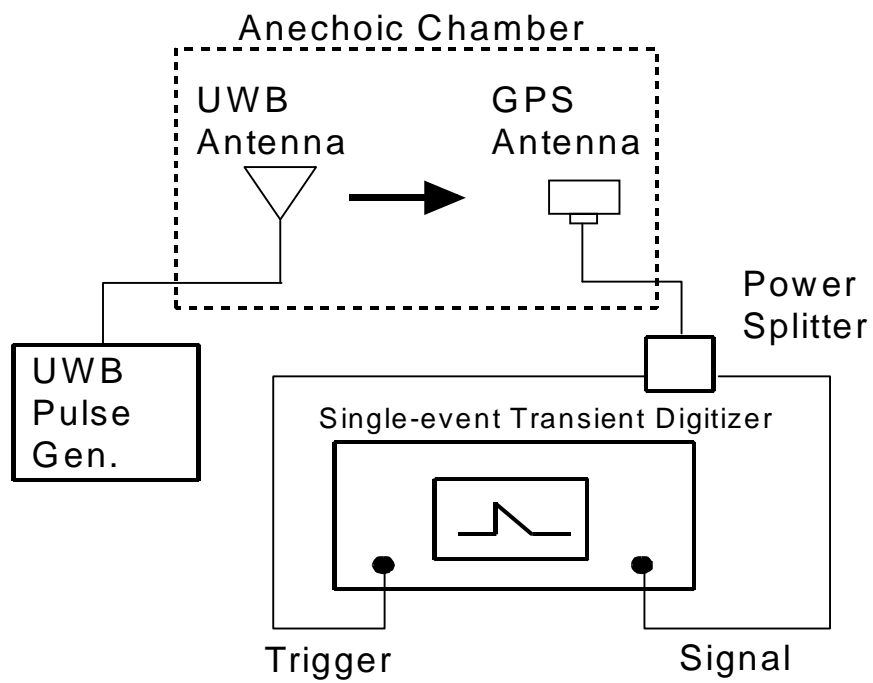 Anechoic Chamber
UWB
Antenna
GPS
Antenna
Power
Splitter
UWB
Pulse
Gen.
Single-event Transient Digitizer
Trigger
Signal